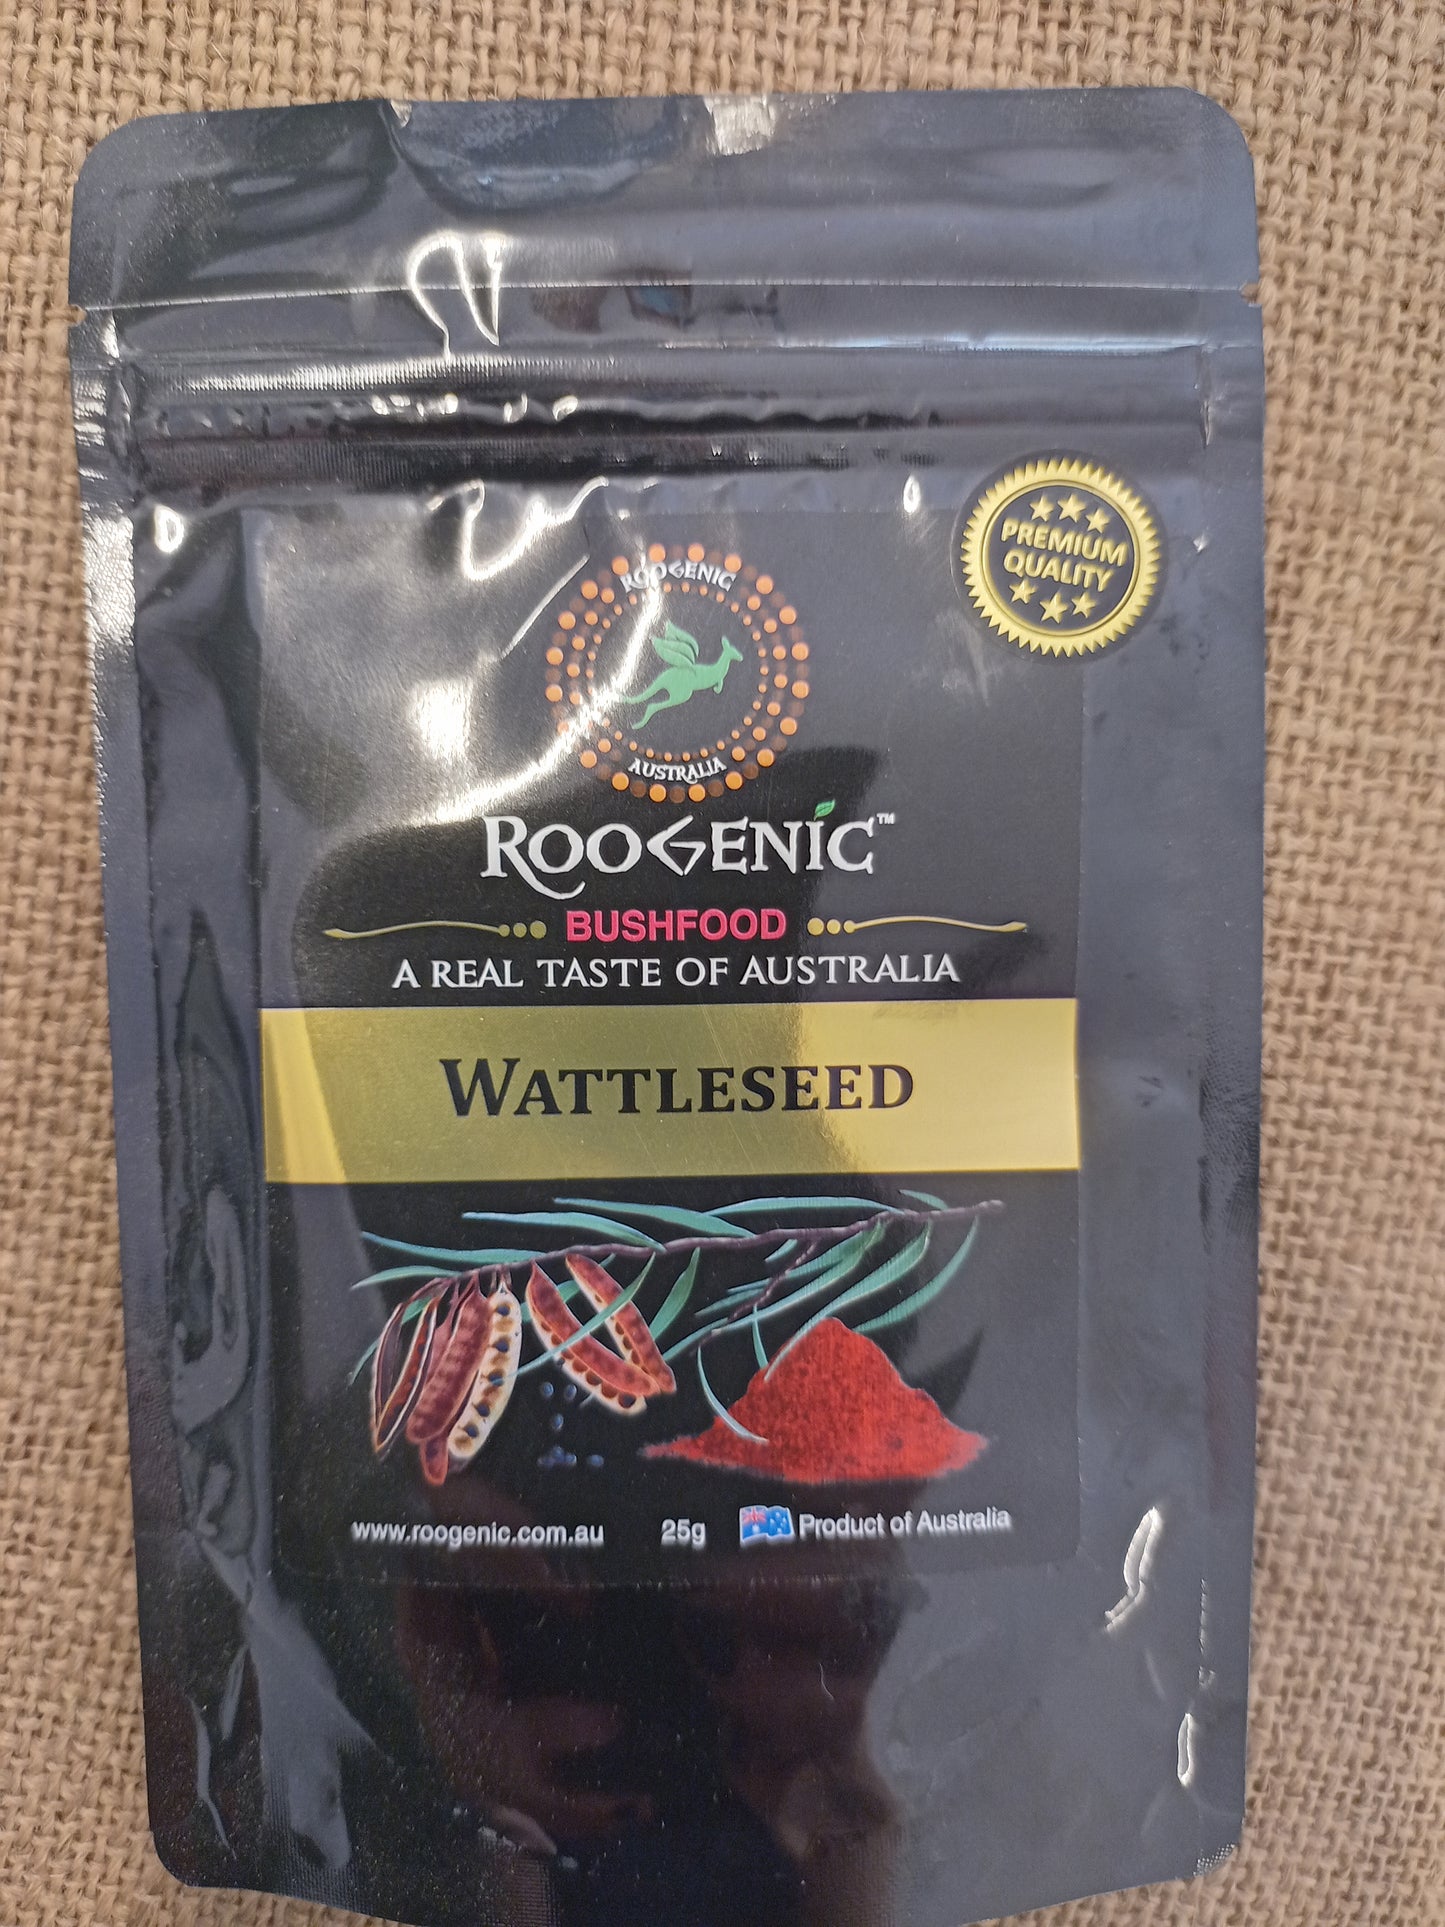 PREMIUM
QUALITY
ROOGENIC
AUSTRALIA
ROOGENIC™
BUSHFOOD
A REAL TASTE OF AUSTRALIA
WATTLESEED
www.roogenic.com.au 25g Product of Australia